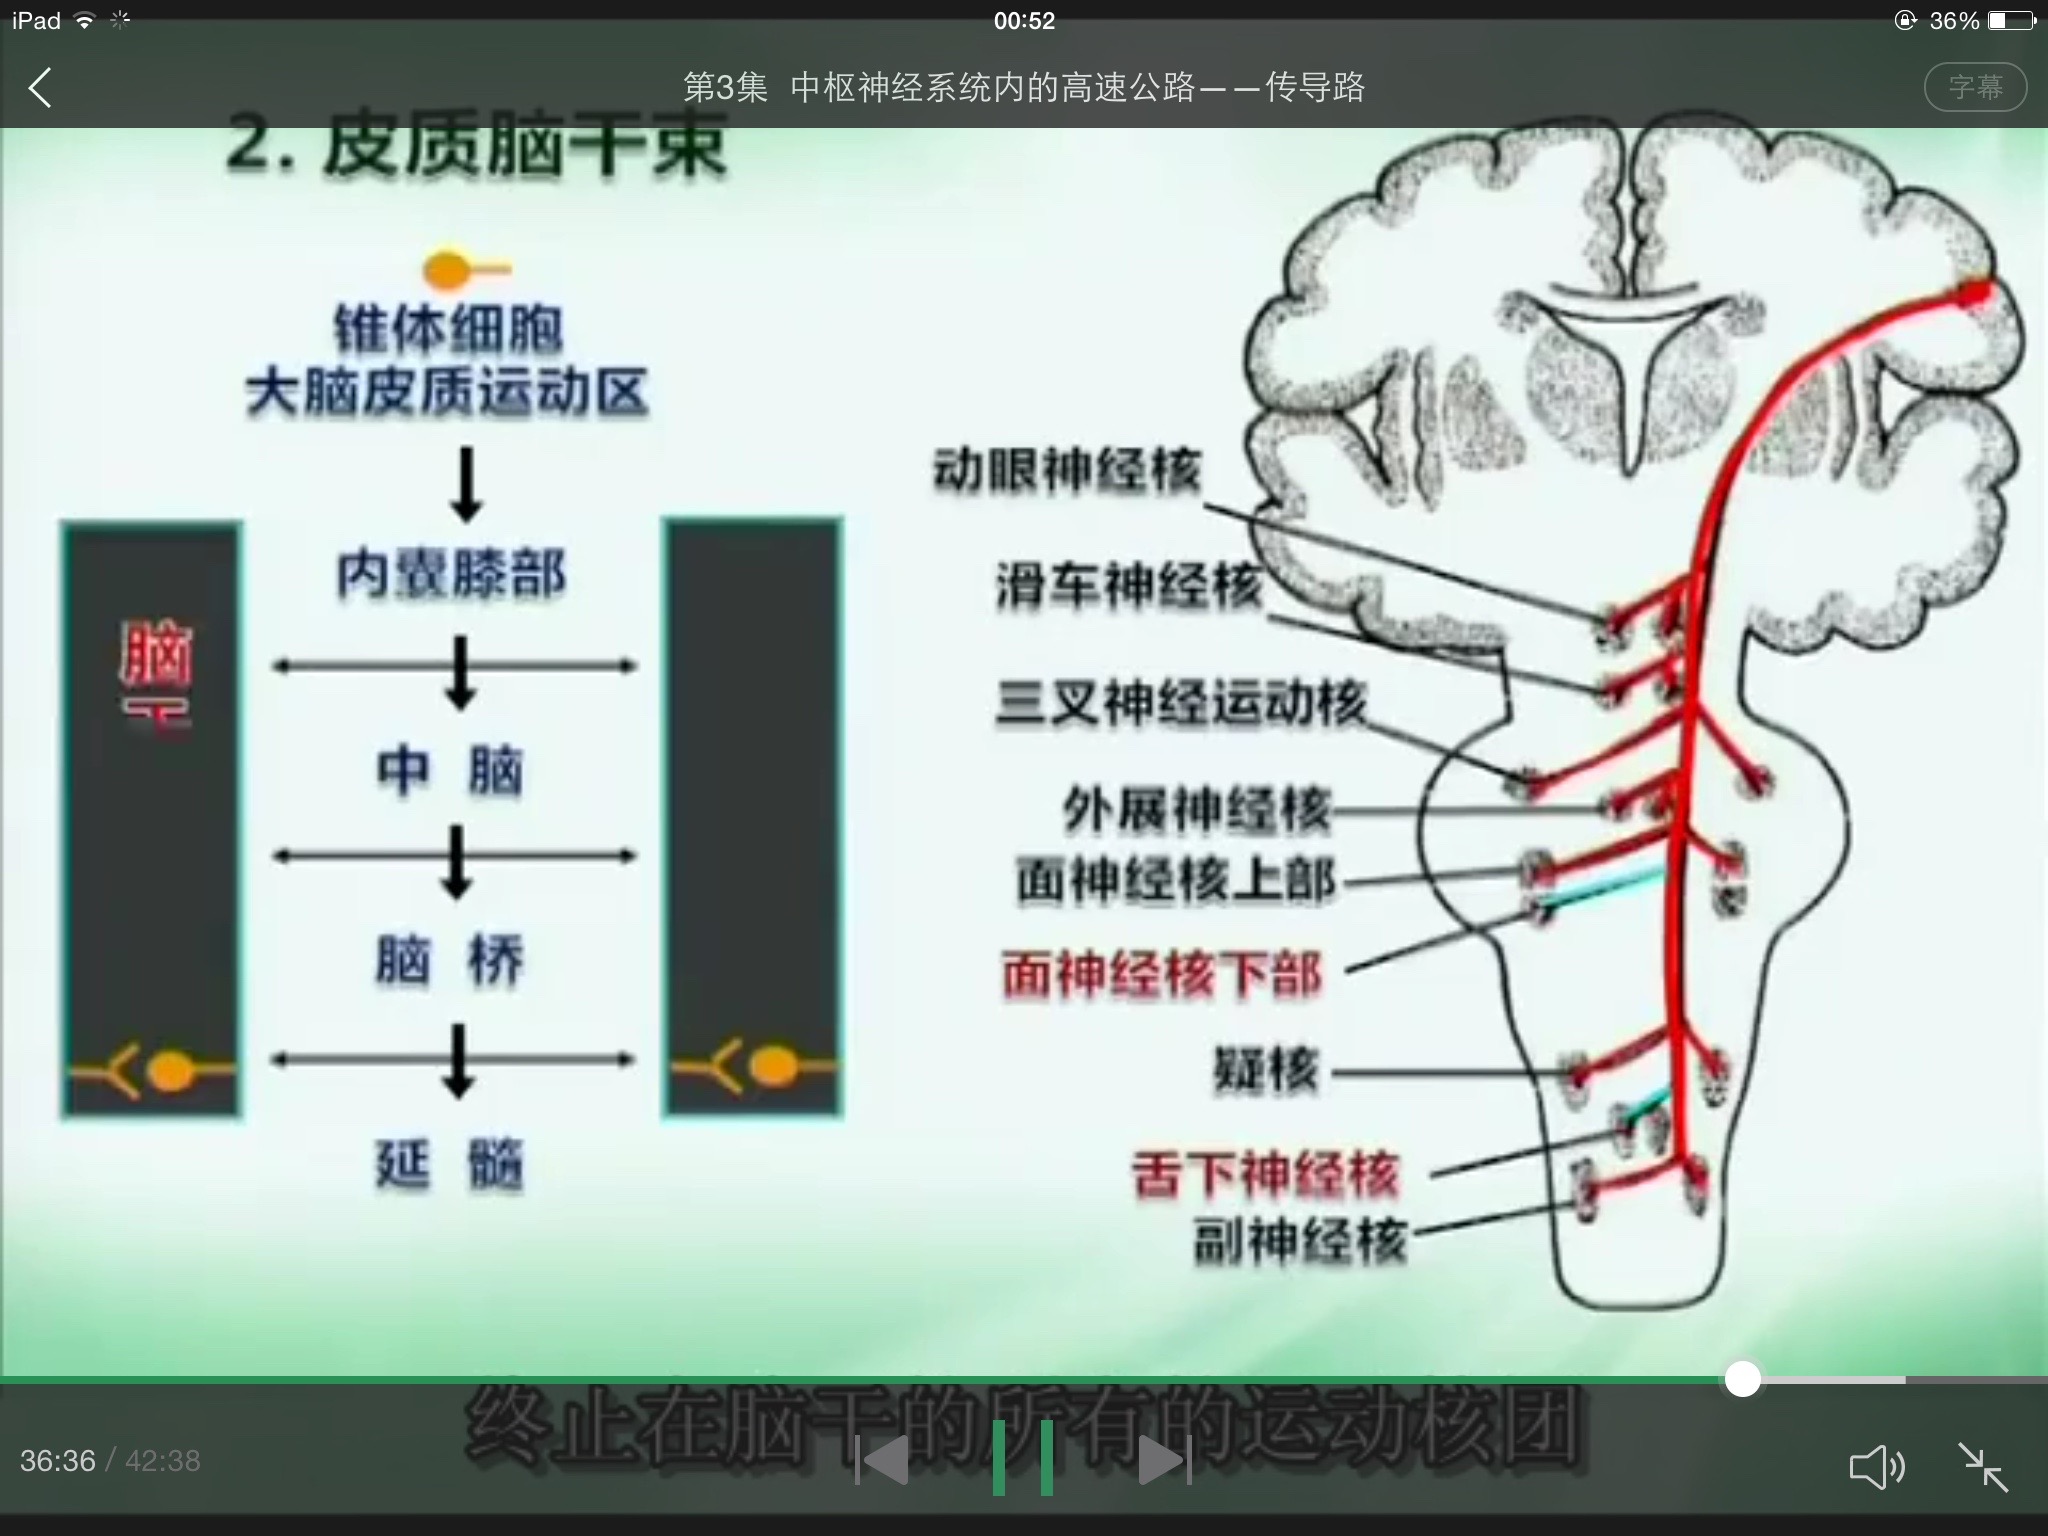 iPad
00:52
36%
第3集 中枢神经系统内的高速公路——传导路
字幕
2. 皮质脑干束
锥体细胞
大脑皮质运动区
内囊膝部
中 脑
脑 桥
延 髓
脑
干
动眼神经核
滑车神经核
三叉神经运动核
外展神经核
面神经核上部
面神经核下部
疑核
舌下神经核
副神经核
终止在脑干的所有的运动核团
36:36 / 42:38